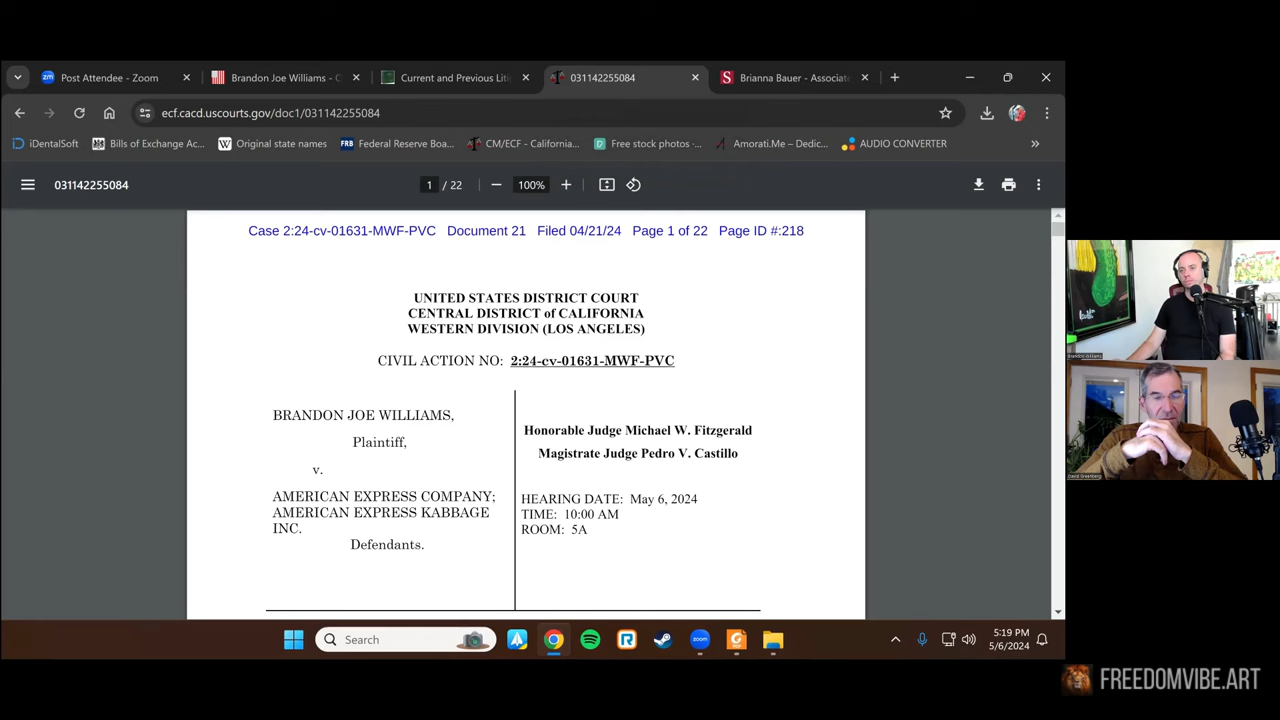 Post Attendee - Zoom
Brandon Joe Williams - C
Current and Previous Liti
031142255084
Brianna Bauer - Associate
ecf.cacd.uscourts.gov/doc1/031142255084
iDentalSoft
Bills of Exchange Ac...
Original state names
Federal Reserve Boa...
CM/ECF - California...
Free stock photos -...
Amorati.Me – Dedic...
AUDIO CONVERTER
031142255084
1 / 22
100%
Case 2:24-cv-01631-MWF-PVC Document 21 Filed 04/21/24 Page 1 of 22 Page ID #:218
UNITED STATES DISTRICT COURT
CENTRAL DISTRICT of CALIFORNIA
WESTERN DIVISION (LOS ANGELES)
CIVIL ACTION NO: 2:24-cv-01631-MWF-PVC
BRANDON JOE WILLIAMS,
Plaintiff,
v.
AMERICAN EXPRESS COMPANY;
AMERICAN EXPRESS KABBAGE
INC.
Defendants.
Honorable Judge Michael W. Fitzgerald
Magistrate Judge Pedro V. Castillo
HEARING DATE: May 6, 2024
TIME: 10:00 AM
ROOM: 5A
Brandon Williams
David Greenberg
Search
5:19 PM
5/6/2024
FREEDOMVIBE.ART